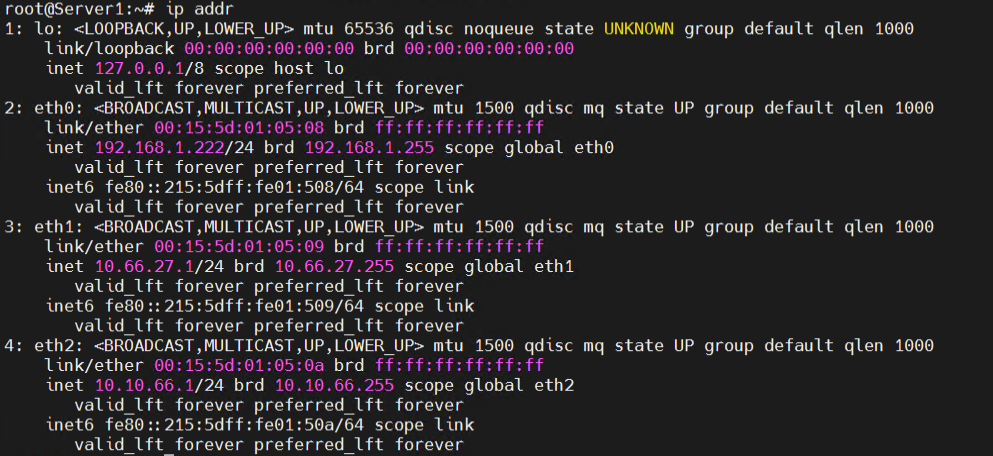 root@Server1:~# ip addr
1: lo: <LOOPBACK,UP,LOWER_UP> mtu 65536 qdisc noqueue state UNKNOWN group default qlen 1000
    link/loopback 00:00:00:00:00:00 brd 00:00:00:00:00:00
    inet 127.0.0.1/8 scope host lo
       valid_lft forever preferred_lft forever
2: eth0: <BROADCAST,MULTICAST,UP,LOWER_UP> mtu 1500 qdisc mq state UP group default qlen 1000
    link/ether 00:15:5d:01:05:08 brd ff:ff:ff:ff:ff:ff
    inet 192.168.1.222/24 brd 192.168.1.255 scope global eth0
       valid_lft forever preferred_lft forever
    inet6 fe80::215:5dff:fe01:508/64 scope link
       valid_lft forever preferred_lft forever
3: eth1: <BROADCAST,MULTICAST,UP,LOWER_UP> mtu 1500 qdisc mq state UP group default qlen 1000
    link/ether 00:15:5d:01:05:09 brd ff:ff:ff:ff:ff:ff
    inet 10.66.27.1/24 brd 10.66.27.255 scope global eth1
       valid_lft forever preferred_lft forever
    inet6 fe80::215:5dff:fe01:509/64 scope link
       valid_lft forever preferred_lft forever
4: eth2: <BROADCAST,MULTICAST,UP,LOWER_UP> mtu 1500 qdisc mq state UP group default qlen 1000
    link/ether 00:15:5d:01:05:0a brd ff:ff:ff:ff:ff:ff
    inet 10.10.66.1/24 brd 10.10.66.255 scope global eth2
       valid_lft forever preferred_lft forever
    inet6 fe80::215:5dff:fe01:50a/64 scope link
       valid_lft forever preferred_lft forever